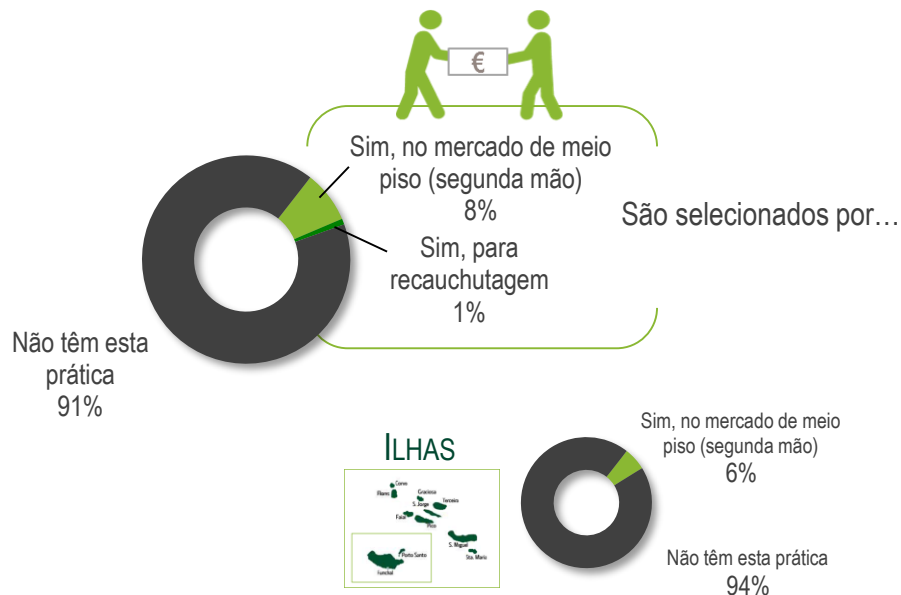 €
Sim, no mercado de meio
piso (segunda mão)
8%
São selecionados por…
Sim, para
recauchutagem
1%
Não têm esta
prática
91%
ILHAS
Corvo
Flores
Graciosa
S. Jorge
Terceira
Faial
Pico
S. Miguel
Sta. Maria
Porto Santo
Funchal
Sim, no mercado de meio
piso (segunda mão)
6%
Não têm esta prática
94%